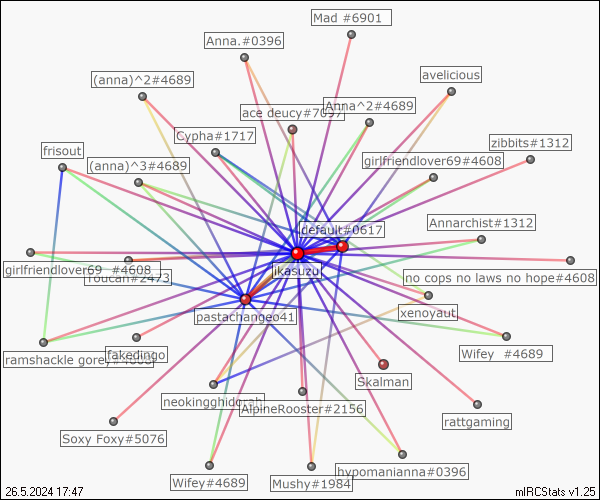 Mad #6901
Anna.#0396
(anna)^2#4689
avelicious
ace deucy#7097
Anna^2#4689
Cypha#1717
zibbits#1312
frisout
(anna)^3#4689
girlfriendlover69#4608
Annarchist#1312
default#0617
likasuzu
girlfriendlover69 #4608
Toucan#2473
no cops no laws no hope#4608
xenoyaut
pastachangeo41
ramshackle gorey#4608
fakedingo
Wifey #4689
Skalman
neokingghidorah
AlpineRooster#2156
rattgaming
Soxy Foxy#5076
hypomanianna#0396
Wifey#4689
Mushy#1984
26.5.2024 17:47
mIRCStats v1.25